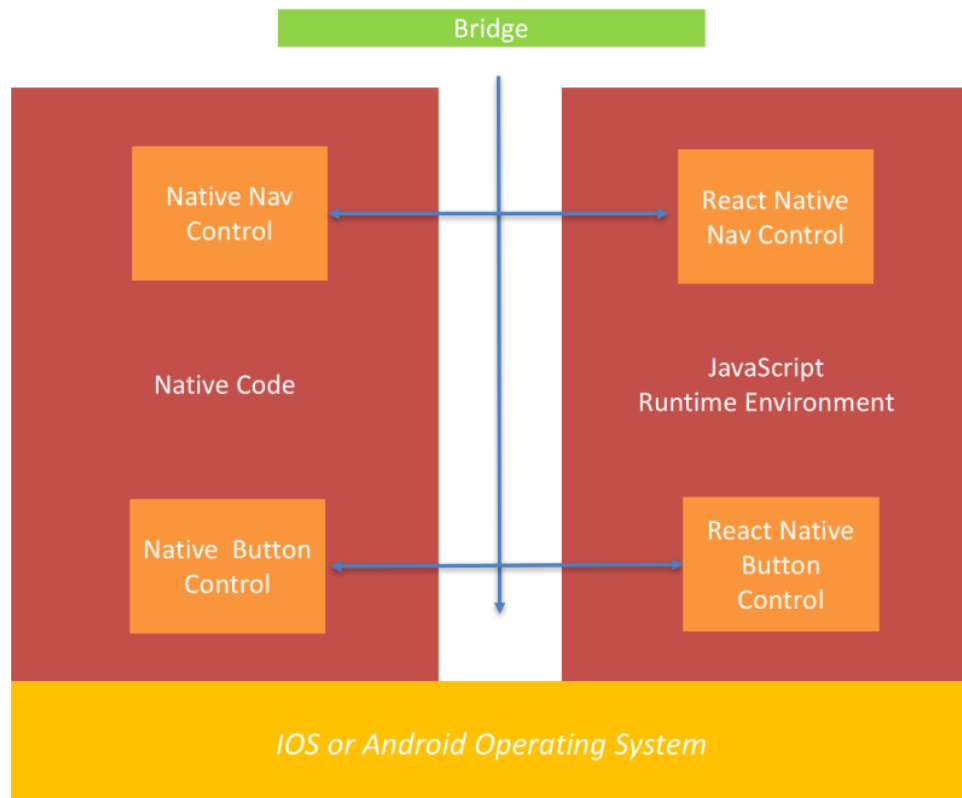 Bridge
Native Nav
Control
React Native
Nav Control
Native Code
JavaScript
Runtime Environment
Native Button
Control
React Native
Button
Control
IOS or Android Operating System